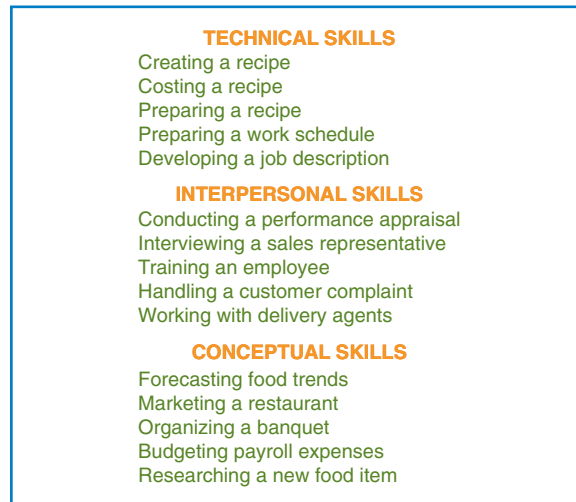 TECHNICAL SKILLS
Creating a recipe
Costing a recipe
Preparing a recipe
Preparing a work schedule
Developing a job description
INTERPERSONAL SKILLS
Conducting a performance appraisal
Interviewing a sales representative
Training an employee
Handling a customer complaint
Working with delivery agents
CONCEPTUAL SKILLS
Forecasting food trends
Marketing a restaurant
Organizing a banquet
Budgeting payroll expenses
Researching a new food item